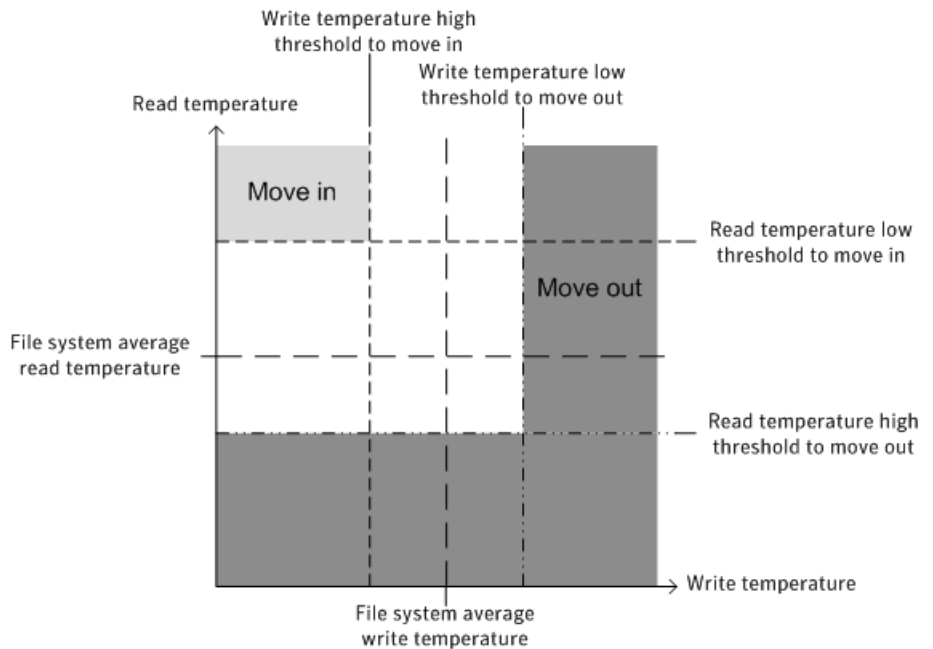 Write temperature high
threshold to move in
Write temperature low
threshold to move out
Read temperature
Move in
Read temperature low
threshold to move in
Move out
File system average
read temperature
Read temperature high
threshold to move out
Write temperature
File system average
write temperature